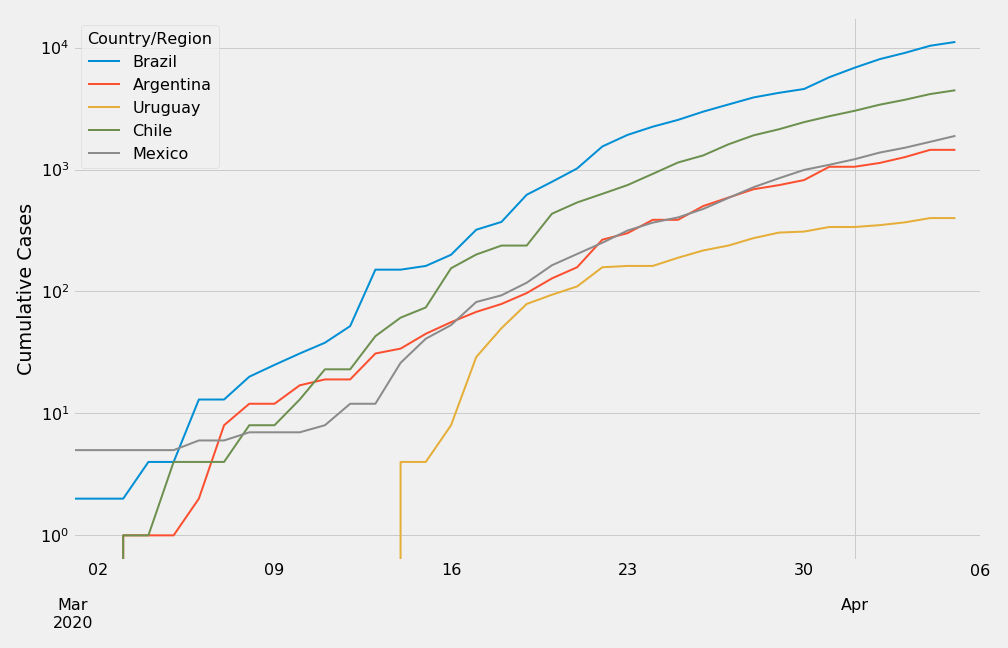 Country/Region
Brazil
Argentina
Uruguay
Chile
Mexico
Cumulative Cases
10⁴
10³
10²
10¹
10⁰
02 09 16 23 30 06
Mar Apr
2020